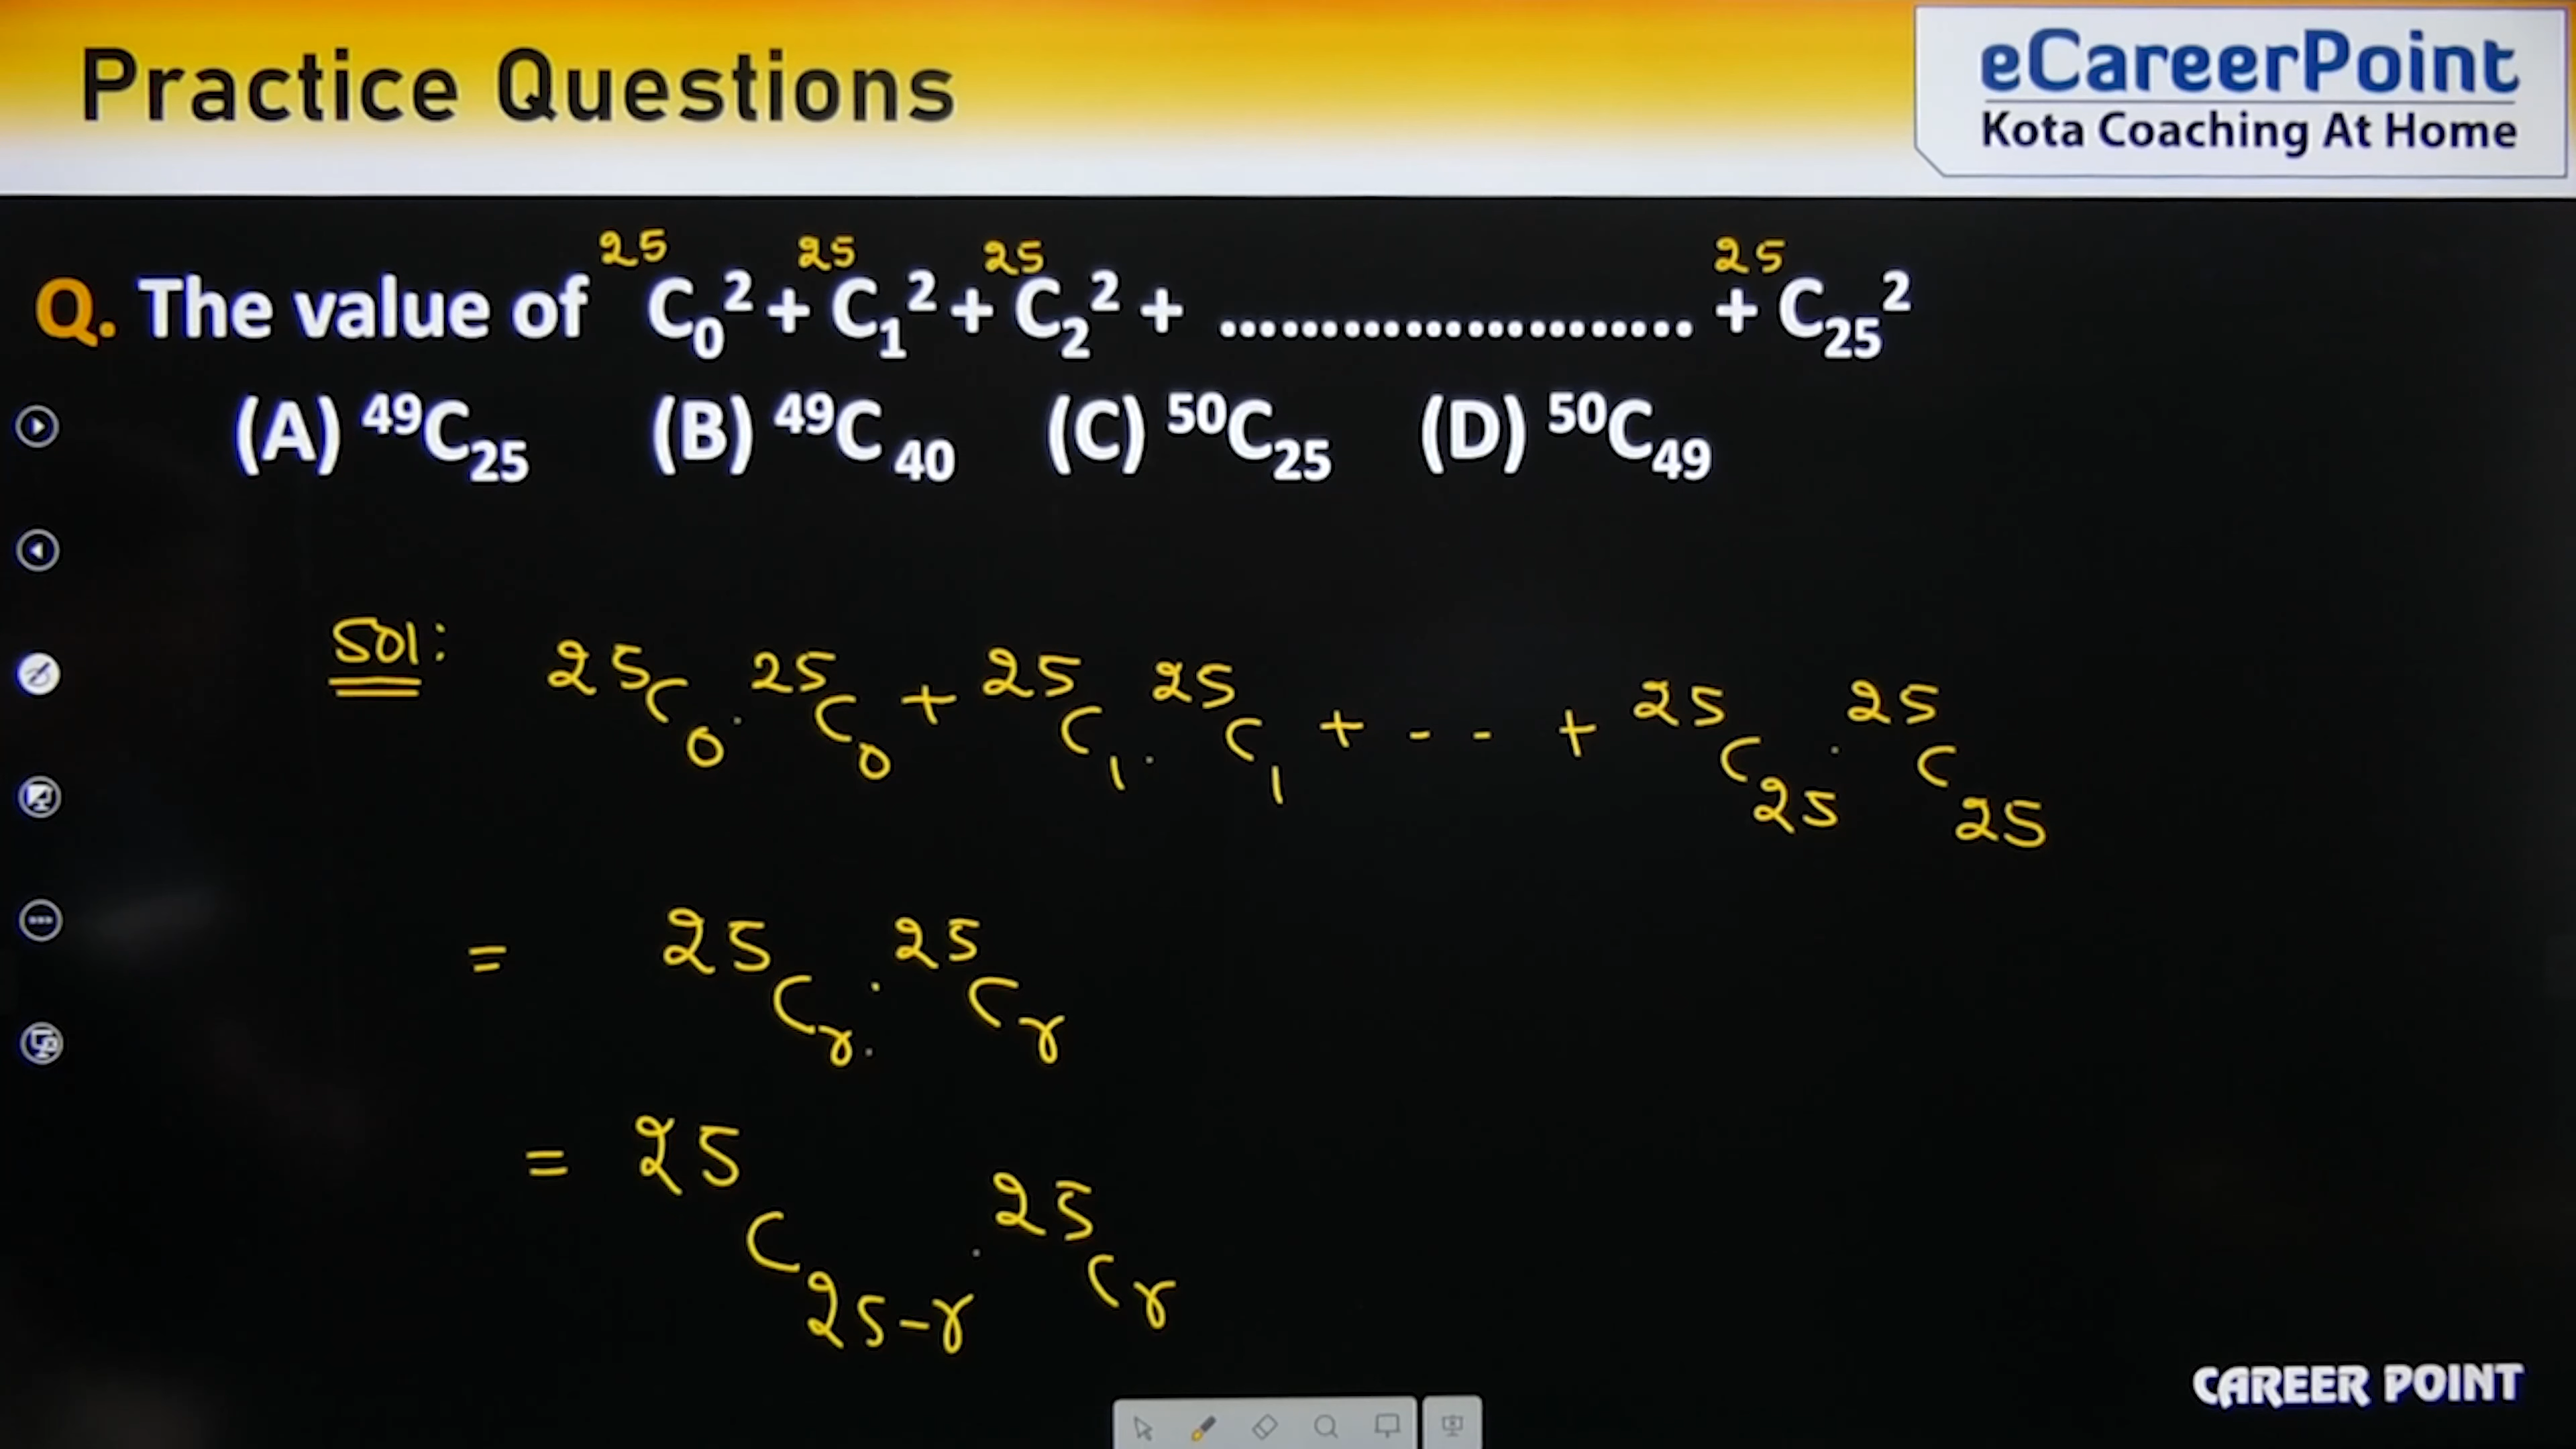 Practice Questions
eCareerPoint
Kota Coaching At Home
Q. The value of ²⁵C₀² + ²⁵C₁² + ²⁵C₂² + ........................ + ²⁵C₂₅²
(A) ⁴⁹C₂₅ (B) ⁴⁹C₄₀ (C) ⁵⁰C₂₅ (D) ⁵⁰C₄₉
Sol: ²⁵C₀ . ²⁵C₀ + ²⁵C₁ . ²⁵C₁ + - - + ²⁵C₂₅ . ²⁵C₂₅
= ²⁵Cᵣ . ²⁵Cᵣ
= ²⁵C₂₅₋ᵣ . ²⁵Cᵣ
CAREER POINT